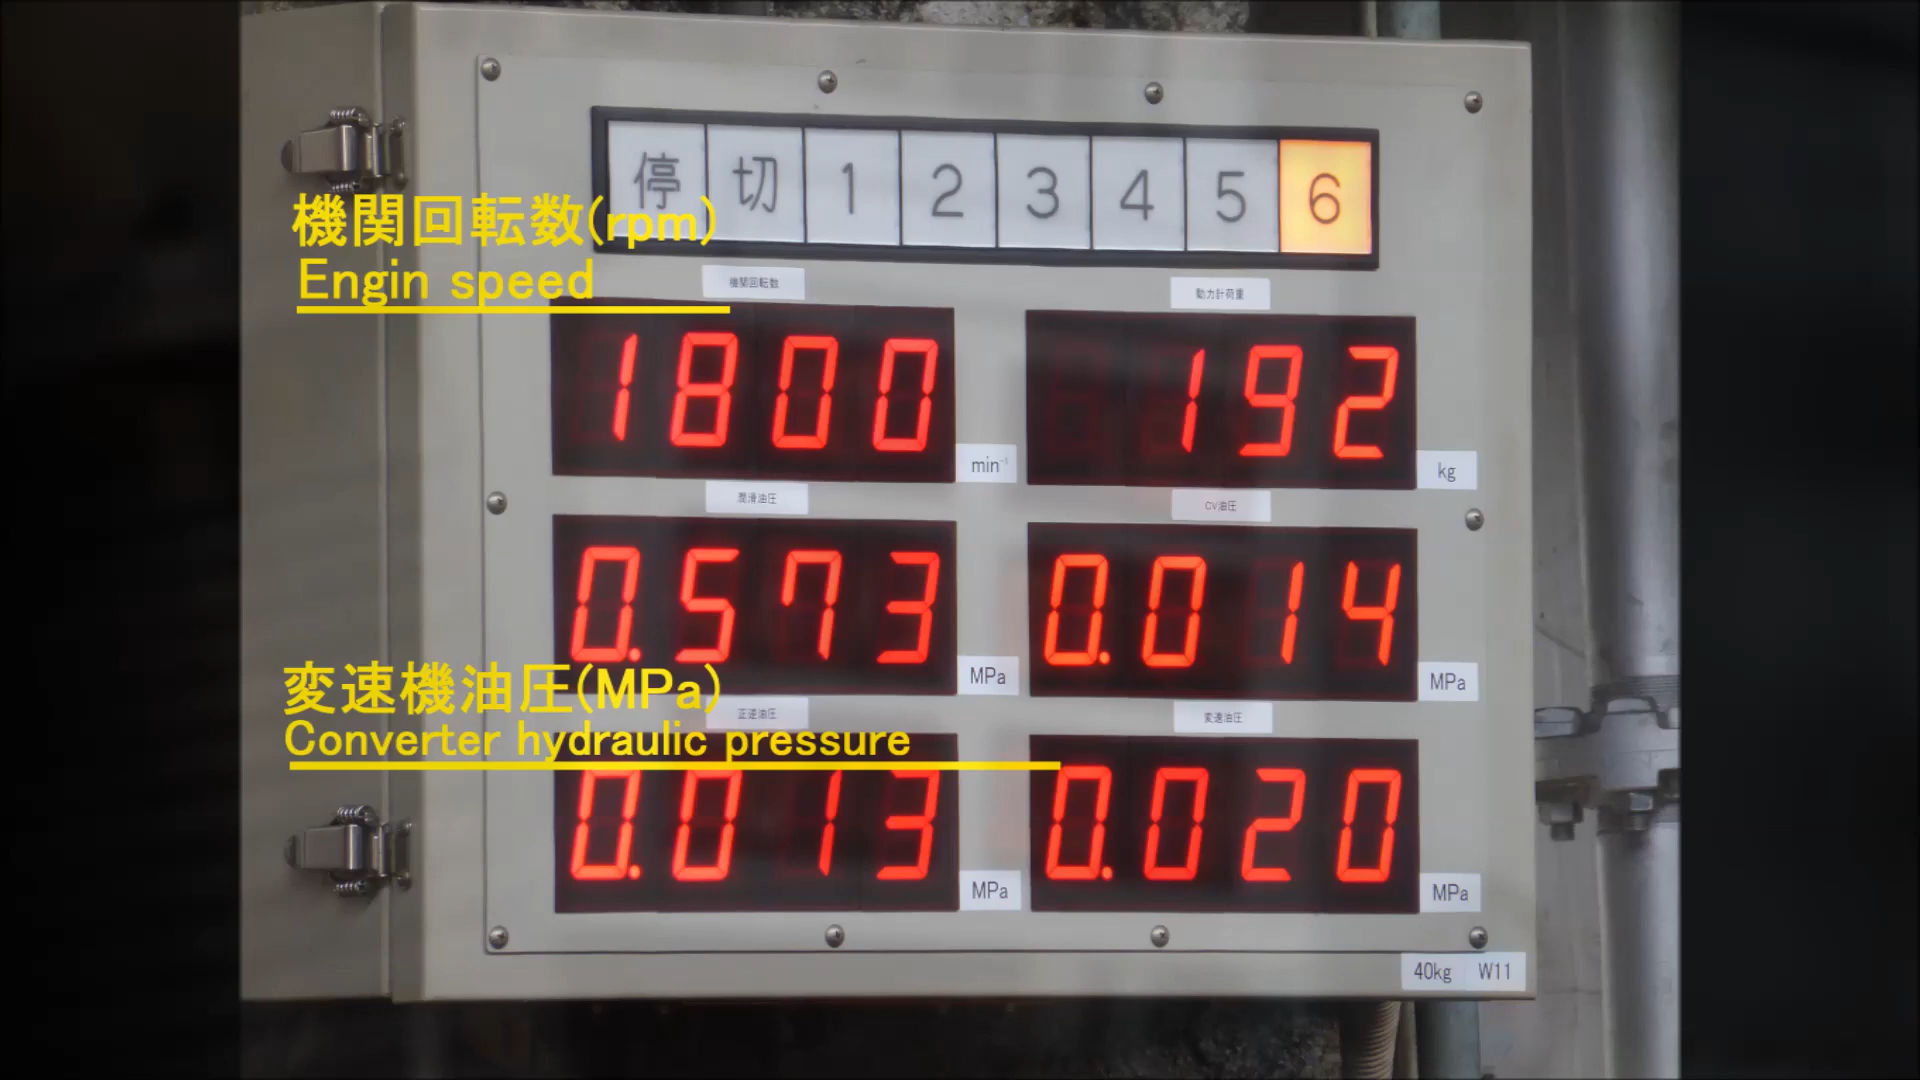 停 切 1 2 3 4 5 6
機関回転数(rpm)
Engin speed
機関回転数
動力計荷重
1800
min⁻¹
192
kg
潤滑油圧
CV油圧
0.573
MPa
0.014
MPa
変速機油圧(MPa)
Converter hydraulic pressure
正逆油圧
変速油圧
0.013
MPa
0.020
MPa
40kg W11